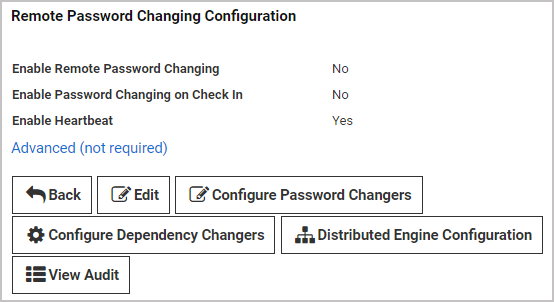 Remote Password Changing Configuration
Enable Remote Password Changing No
Enable Password Changing on Check In No
Enable Heartbeat Yes
Advanced (not required)
Back Edit Configure Password Changers
Configure Dependency Changers Distributed Engine Configuration
View Audit